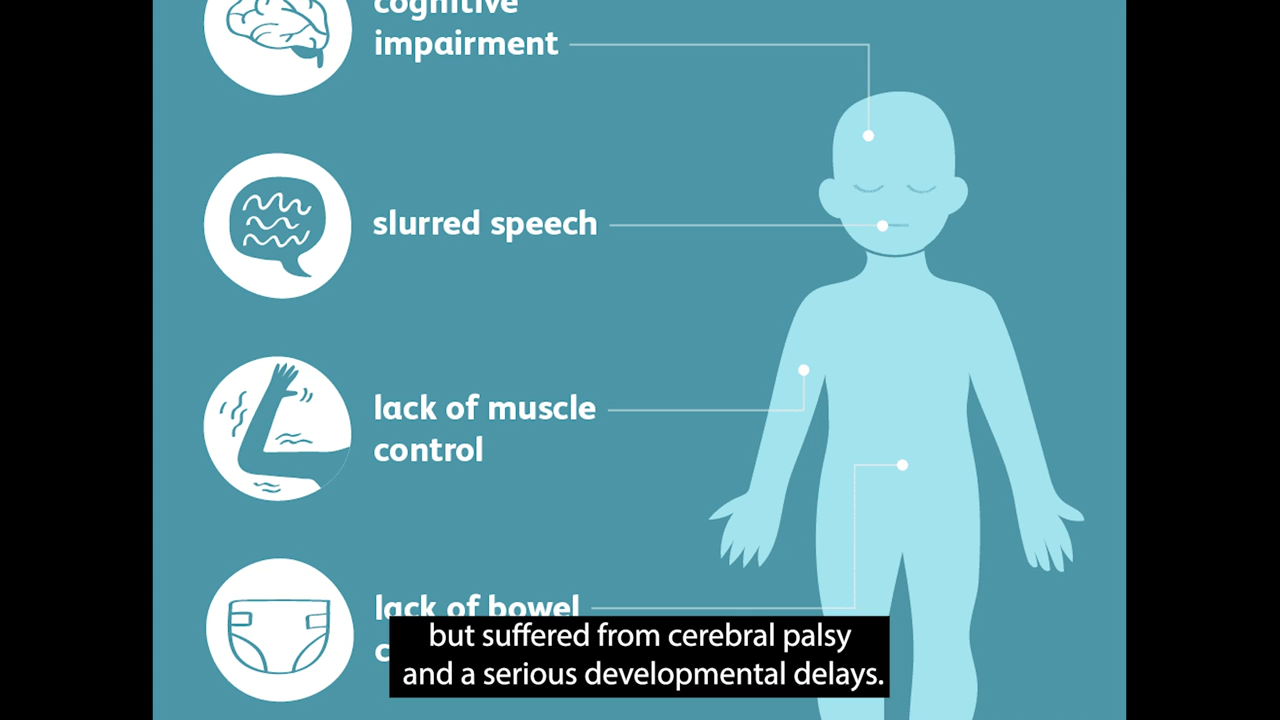 cognitive
impairment
slurred speech
lack of muscle
control
lack of bowel
but suffered from cerebral palsy
and a serious developmental delays.